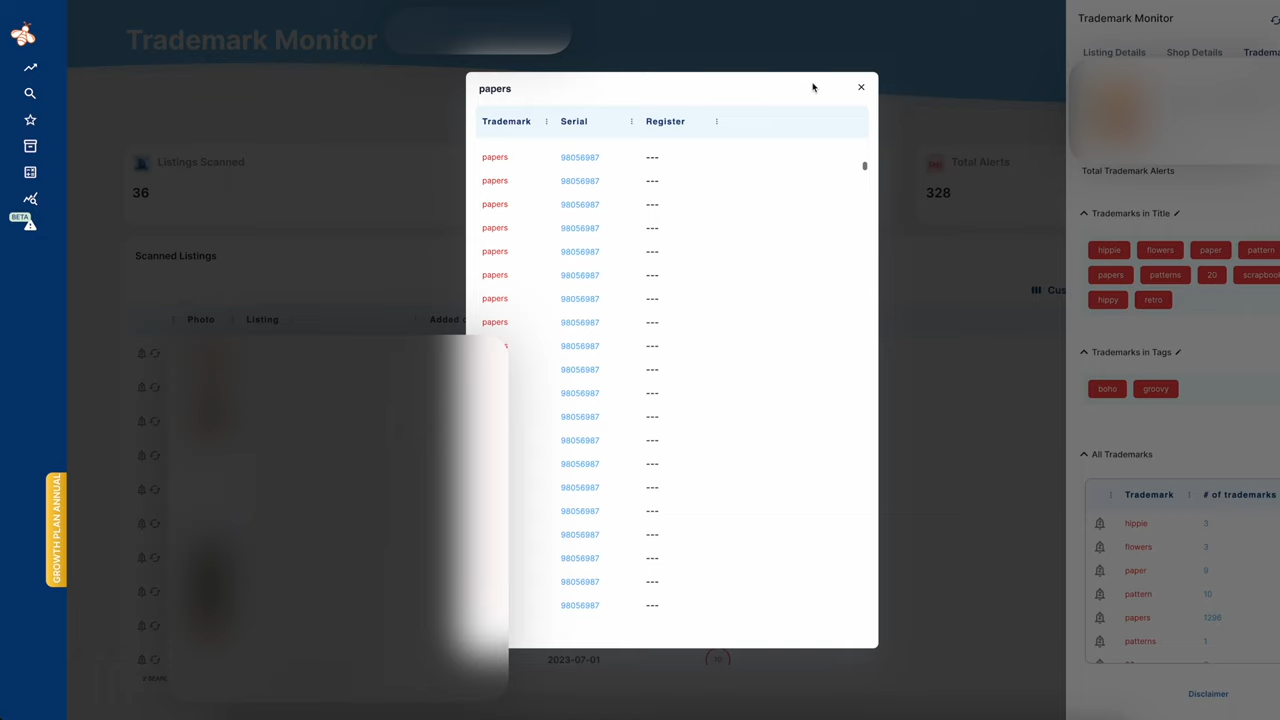 Trademark Monitor
Listings Scanned
36
Total Alerts
328
Scanned Listings
Photo
Listing
Added
2023-07-01
10
BETA
GROWTH PLAN ANNUAL
papers
Trademark Serial Register
papers 98056987 ---
papers 98056987 ---
papers 98056987 ---
papers 98056987 ---
papers 98056987 ---
papers 98056987 ---
papers 98056987 ---
papers 98056987 ---
98056987 ---
98056987 ---
98056987 ---
98056987 ---
98056987 ---
98056987 ---
98056987 ---
98056987 ---
98056987 ---
98056987 ---
98056987 ---
98056987 ---
Trademark Monitor
Listing Details Shop Details
Total Trademark Alerts
Trademarks in Title
hippie flowers paper pattern
papers patterns 20
hippy retro
Trademarks in Tags
boho groovy
All Trademarks
Trademark # of trademarks
hippie 3
flowers 3
paper 9
pattern 10
papers 1296
patterns 1
Disclaimer